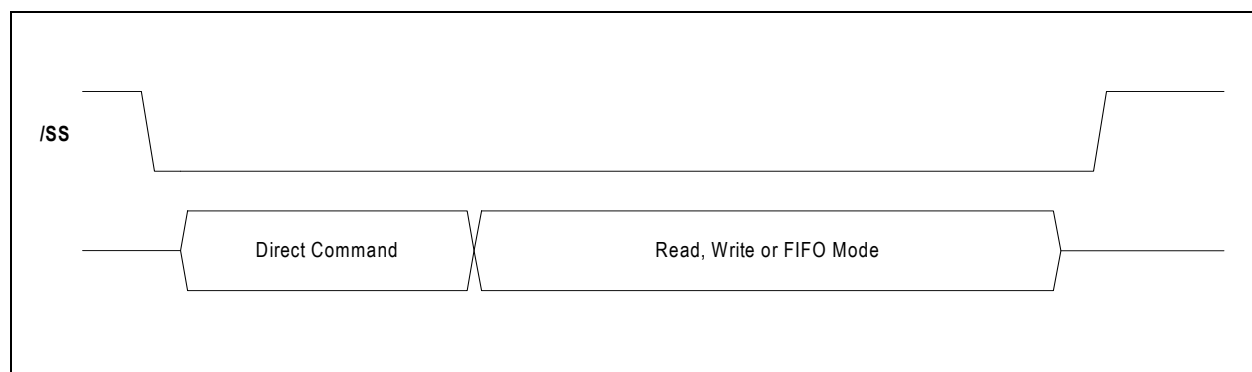 /SS
Direct Command
Read, Write or FIFO Mode